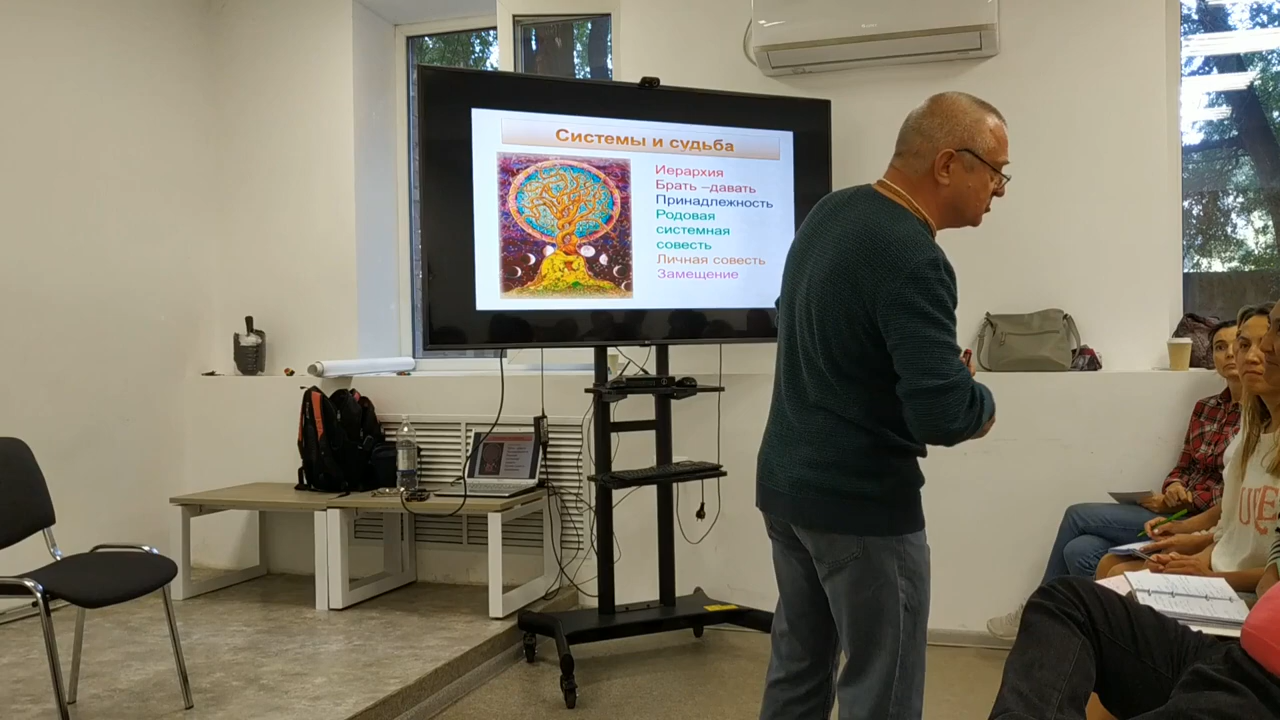 Системы и судьба
Иерархия
Брать –давать
Принадлежность
Родовая
системная
совесть
Личная совесть
Замещение